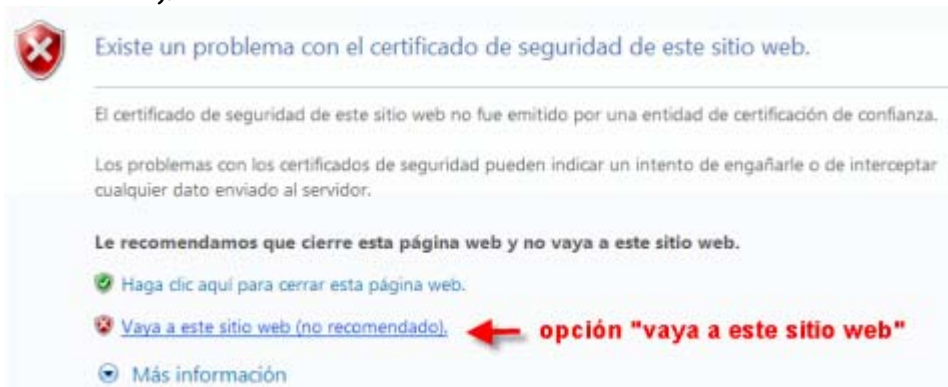 Existe un problema con el certificado de seguridad de este sitio web.
El certificado de seguridad de este sitio web no fue emitido por una entidad de certificación de confianza.
Los problemas con los certificados de seguridad pueden indicar un intento de engañarle o de interceptar
cualquier dato enviado al servidor.
Le recomendamos que cierre esta página web y no vaya a este sitio web.
Haga clic aquí para cerrar esta página web.
Vaya a este sitio web (no recomendado). opción "vaya a este sitio web"
Más información